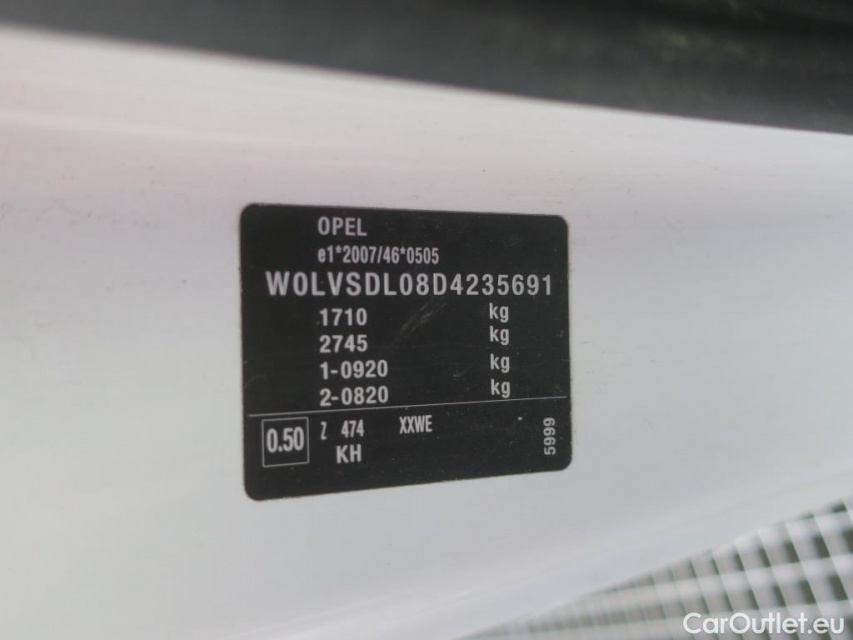 OPEL
e1*2007/46*0505
W0LVSDL08D4235691
1710 kg
2745 kg
1-0920 kg
2-0820 kg
0.50 Z 474 XXWE
KH
5999
CarOutlet.eu